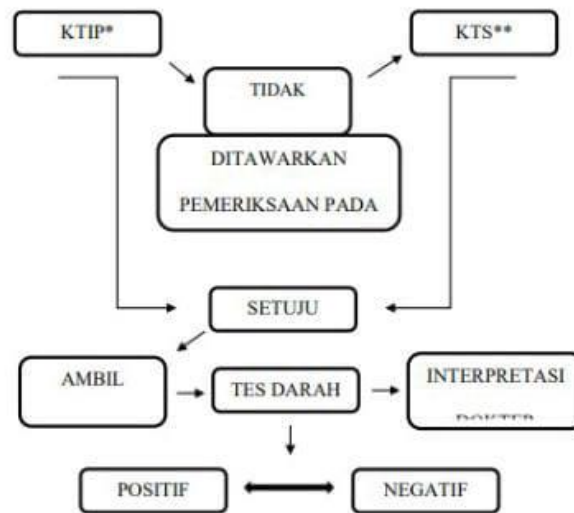 KTIP*
KTS**
TIDAK
DITAWARKAN
PEMERIKSAAN PADA
SETUJU
AMBIL
TES DARAH
INTERPRETASI
POSITIF
NEGATIF